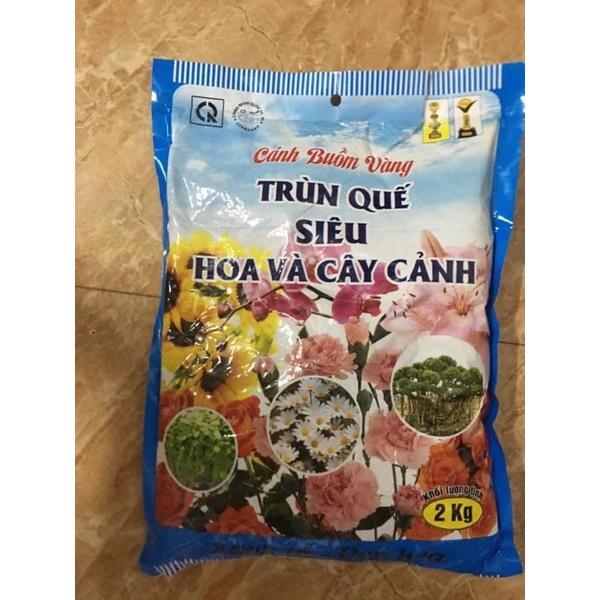 Cánh Buồm Vàng
TRÙN QUẾ
SIÊU
HOA VÀ CÂY CẢNH
Khối lượng tịnh
2 Kg